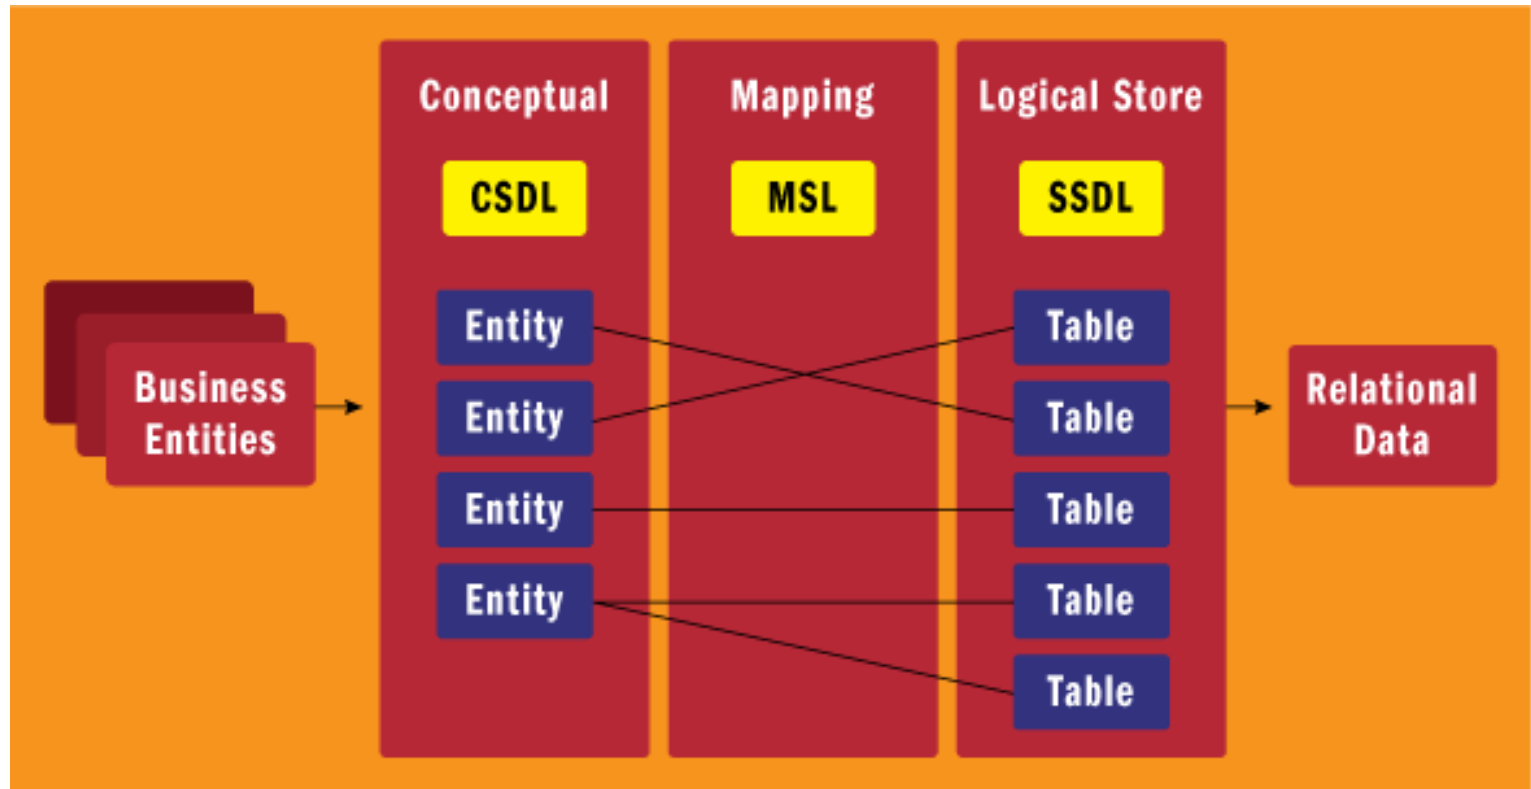 Conceptual
Mapping
Logical Store
CSDL
MSL
SSDL
Business
Entities
Entity
Entity
Entity
Entity
Table
Table
Table
Table
Table
Relational
Data